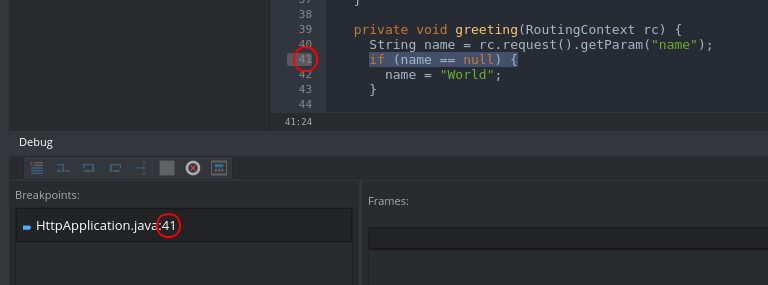 37 }
38
39 private void greeting(RoutingContext rc) {
40 String name = rc.request().getParam("name");
41 if (name == null) {
42 name = "World";
43 }
44
41:24
Debug
Breakpoints:
HttpApplication.java:41
Frames: